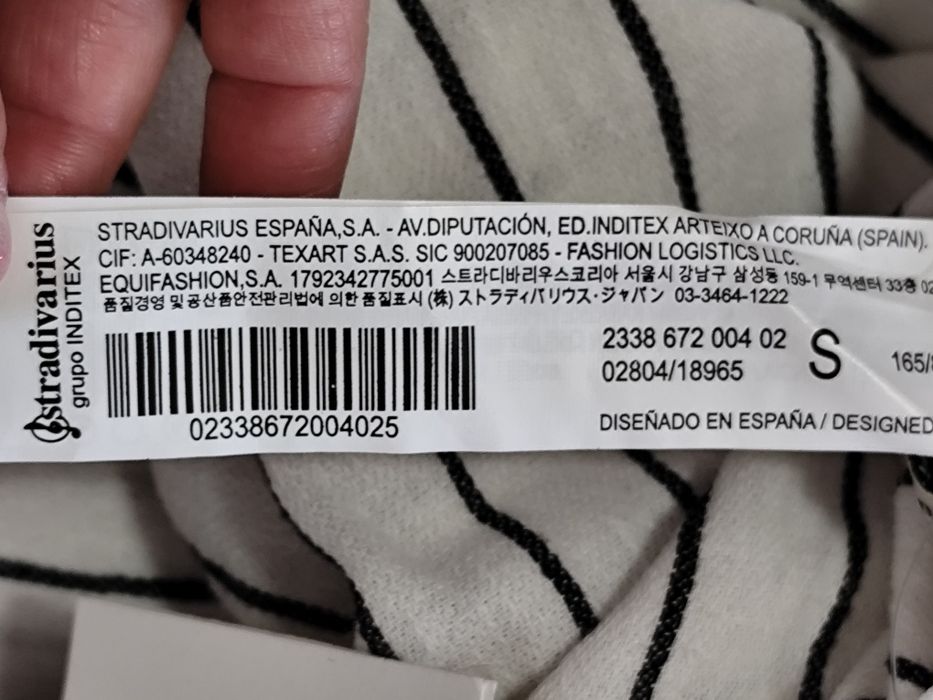 stradivarius
grupo INDITEX
STRADIVARIUS ESPAÑA,S.A. - AV.DIPUTACIÓN, ED.INDITEX ARTEIXO A CORUÑA (SPAIN).
CIF: A-60348240 - TEXART S.A.S. SIC 900207085 - FASHION LOGISTICS LLC.
EQUIFASHION,S.A. 1792342775001 스트라디바리우스코리아 서울시 강남구 삼성동 159-1 무역센터 33층 02
품질경영 및 공산품안전관리법에 의한 품질표시 (株) ストラディバリウス･ジャパン 03-3464-1222
2338 672 004 02
S
02804/18965
165/
02338672004025
DISEÑADO EN ESPAÑA / DESIGNED